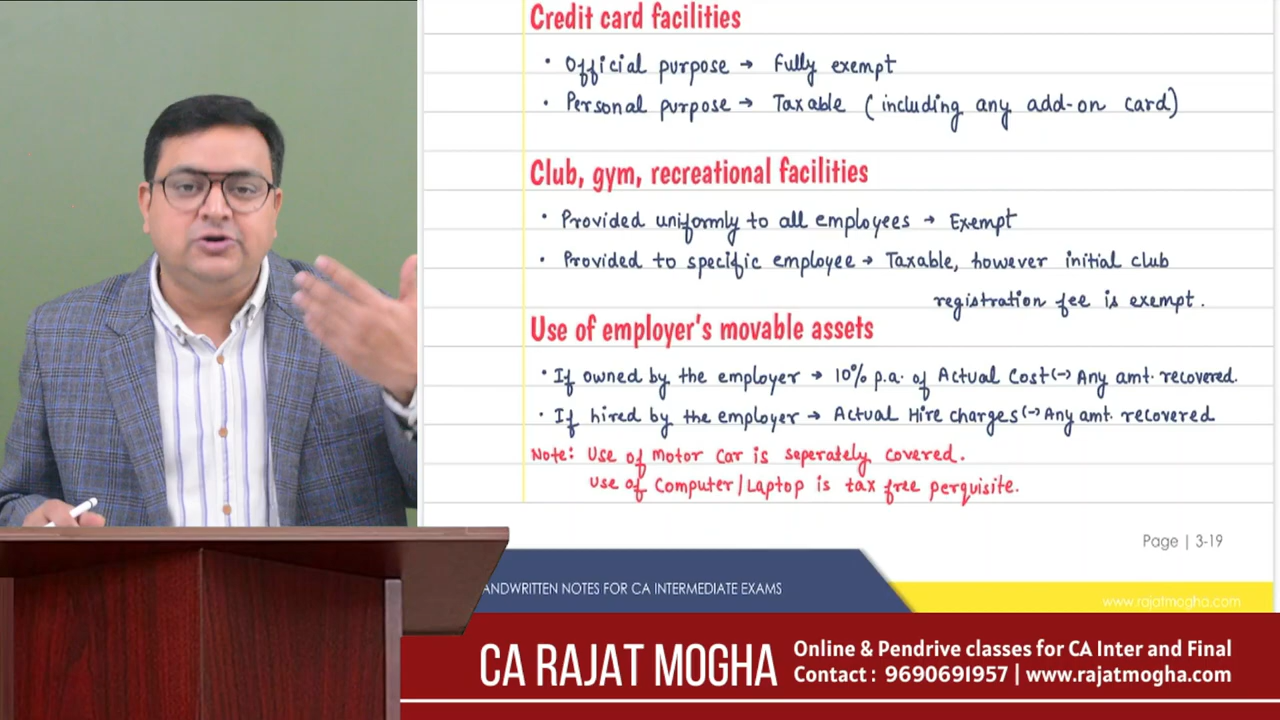 Credit card facilities
• Official purpose → Fully exempt
• Personal purpose → Taxable (including any add-on card)
Club, gym, recreational facilities
• Provided uniformly to all employees → Exempt
• Provided to specific employee → Taxable, however initial club
registration fee is exempt.
Use of employer's movable assets
• If owned by the employer → 10% p.a. of Actual Cost (-) Any amt. recovered.
• If hired by the employer → Actual Hire charges (-) Any amt. recovered
Note: Use of Motor Car is seperately covered.
Use of Computer/Laptop is tax free perquisite.
Page | 3-19
ANDWRITTEN NOTES FOR CA INTERMEDIATE EXAMS
www.rajatmogha.com
CA RAJAT MOGHA
Online & Pendrive classes for CA Inter and Final
Contact : 9690691957 | www.rajatmogha.com